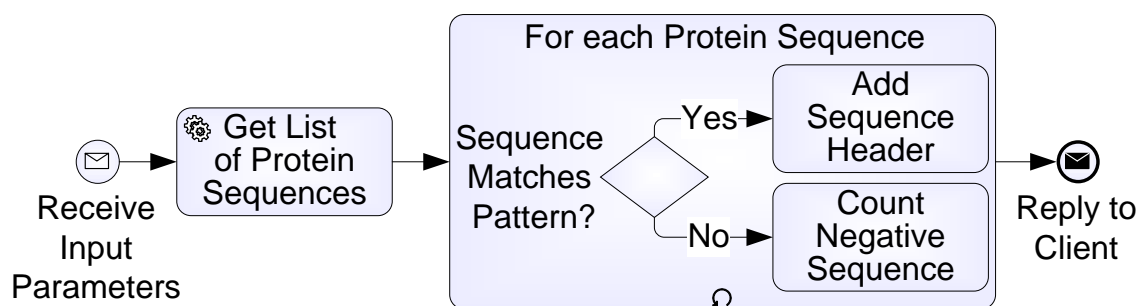 Receive
Input
Parameters
Get List
of Protein
Sequences
For each Protein Sequence
Sequence
Matches
Pattern?
Yes
Add
Sequence
Header
No
Count
Negative
Sequence
Reply to
Client